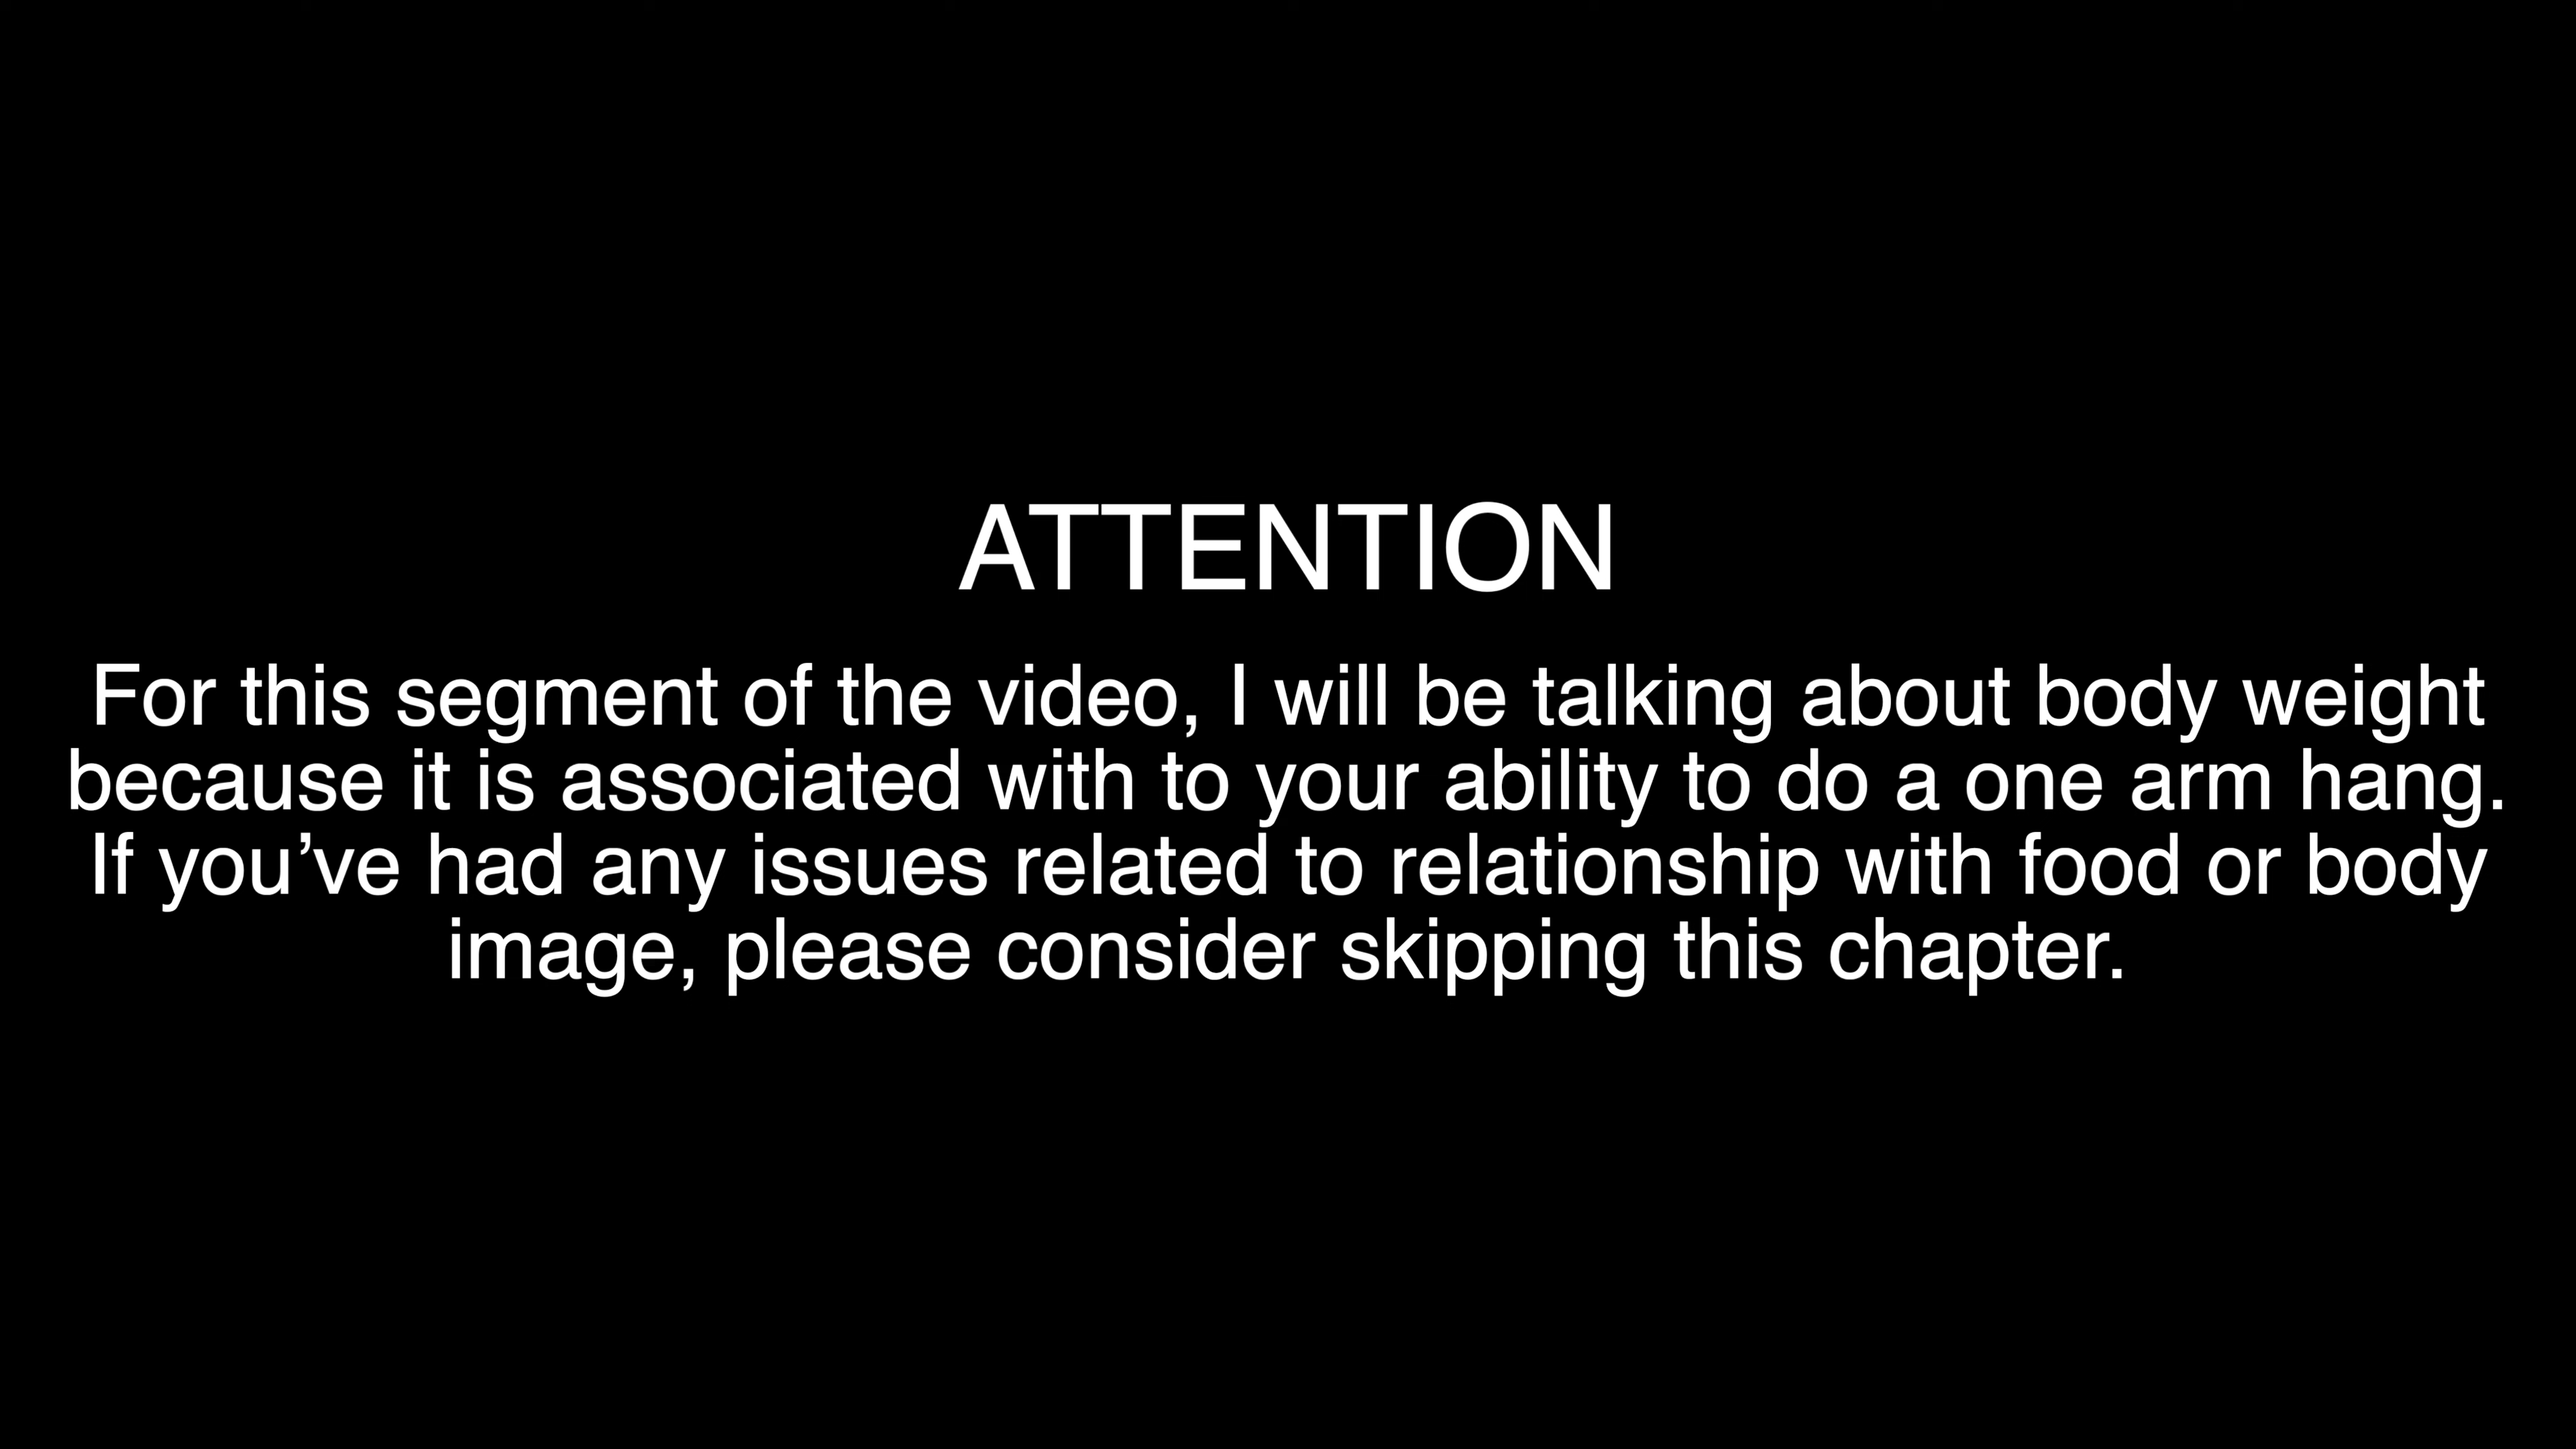 ATTENTION
For this segment of the video, I will be talking about body weight
because it is associated with to your ability to do a one arm hang.
If you’ve had any issues related to relationship with food or body
image, please consider skipping this chapter.